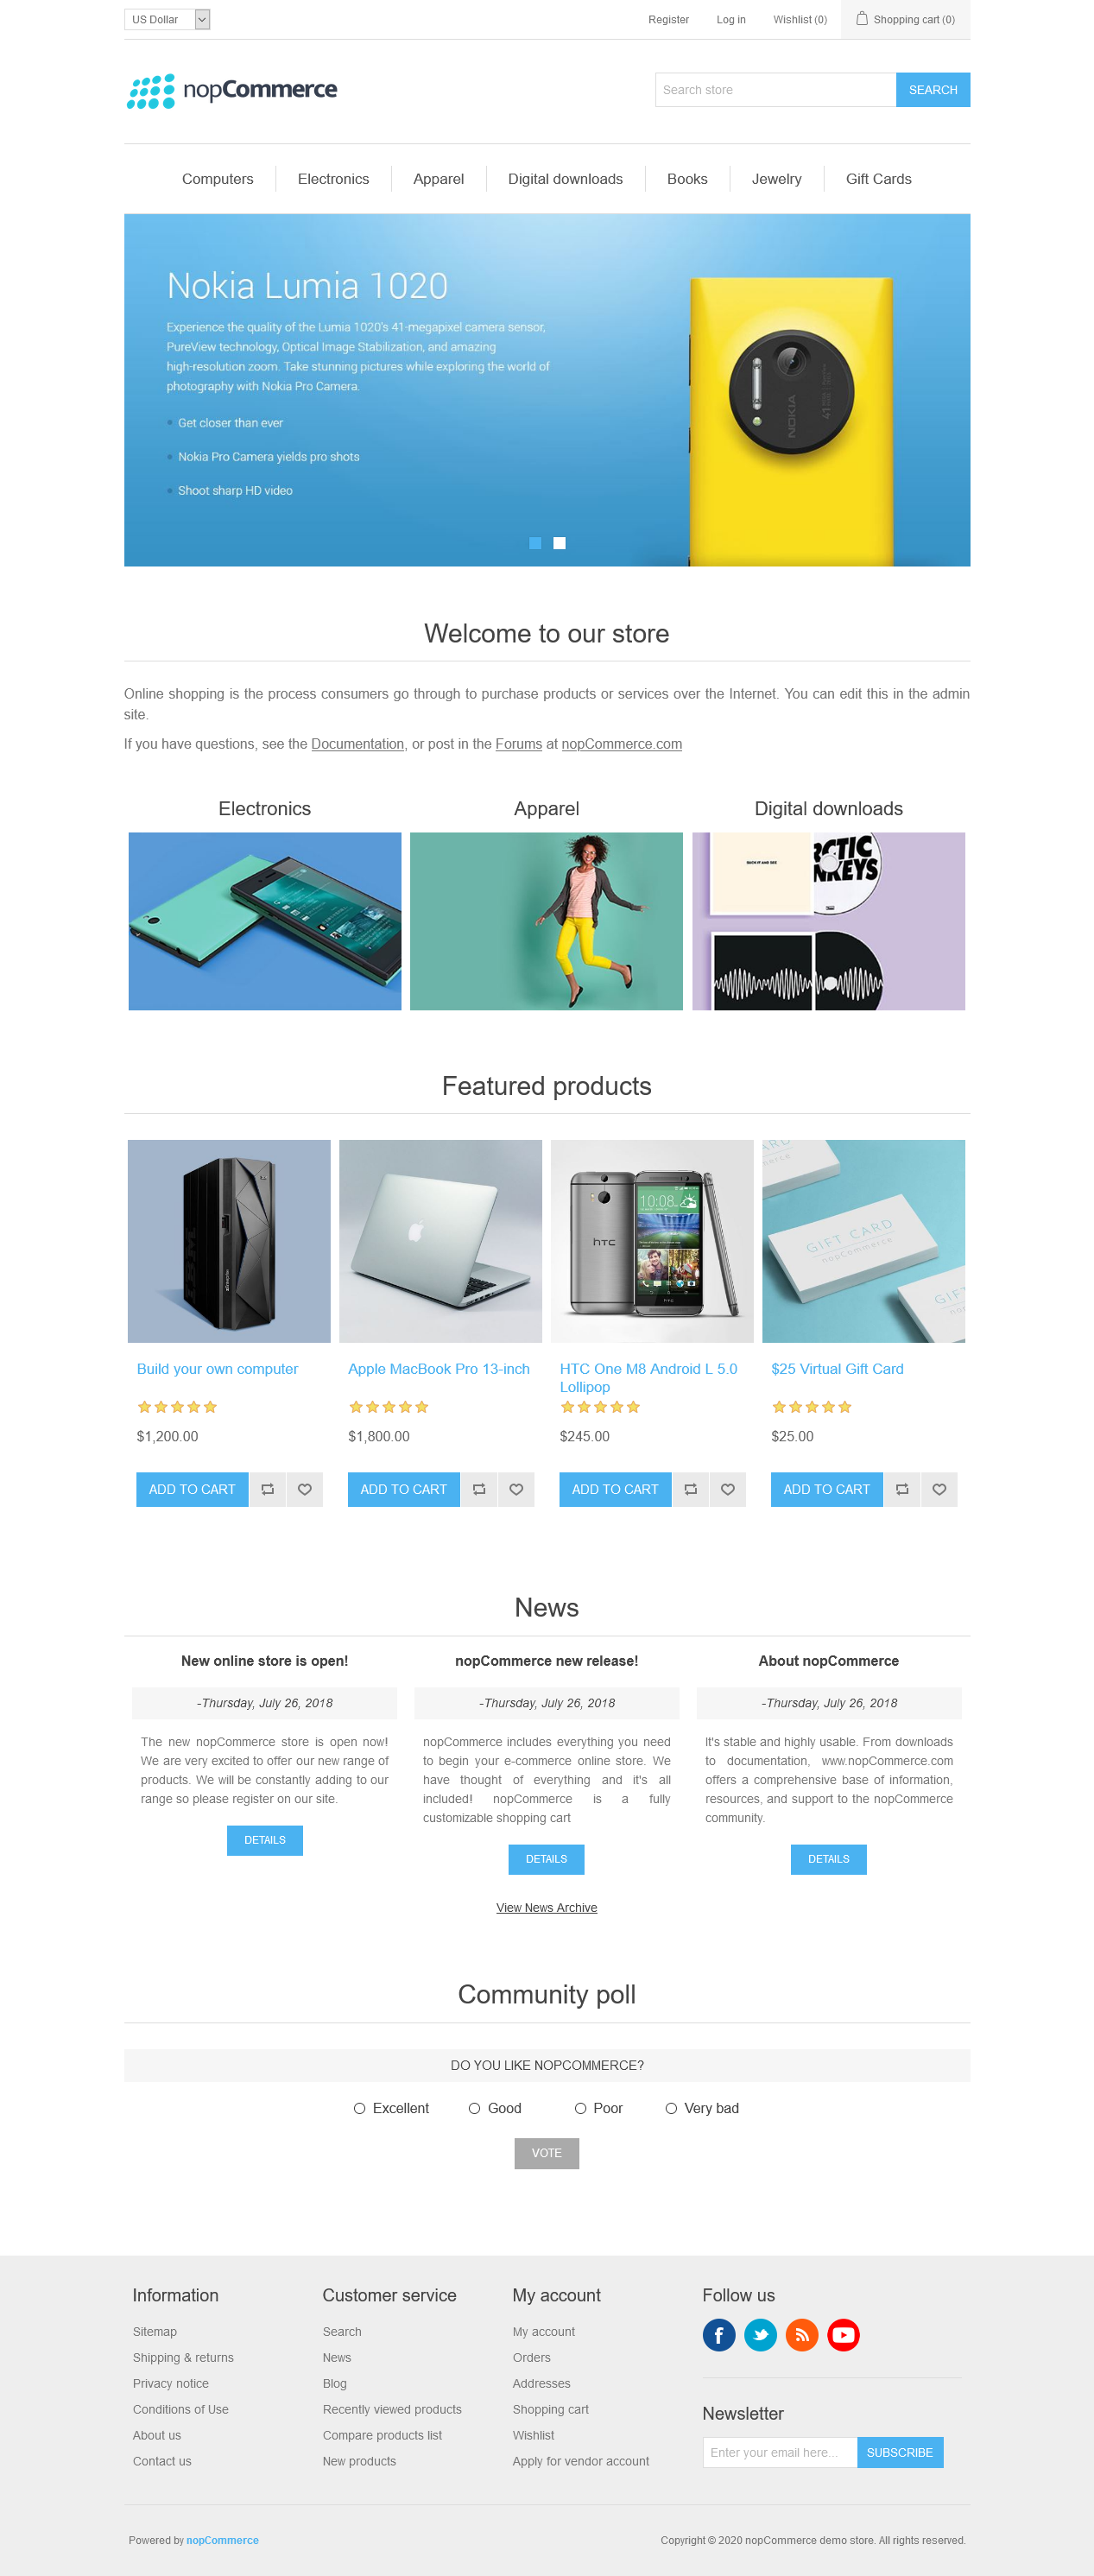 US Dollar
Register
Log in
Wishlist (0)
Shopping cart (0)
nopCommerce
Search store
SEARCH
Computers
Electronics
Apparel
Digital downloads
Books
Jewelry
Gift Cards
Nokia Lumia 1020
Experience the quality of the Lumia 1020's 41-megapixel camera sensor,
PureView technology, Optical Image Stabilization, and amazing
high-resolution zoom. Take stunning pictures while exploring the world of
photography with Nokia Pro Camera.
Get closer than ever
Nokia Pro Camera yields pro shots
Shoot sharp HD video
NOKIA
41
Welcome to our store
Online shopping is the process consumers go through to purchase products or services over the Internet. You can edit this in the admin
site.
If you have questions, see the Documentation, or post in the Forums at nopCommerce.com
Electronics
Apparel
Digital downloads
SUCK IT AND SEE
CTIC
NKEYS
Featured products
10:08
hTC
GIFT CARD
nopCommerce
Build your own computer
$1,200.00
ADD TO CART
Apple MacBook Pro 13-inch
$1,800.00
ADD TO CART
HTC One M8 Android L 5.0
Lollipop
$245.00
ADD TO CART
$25 Virtual Gift Card
$25.00
ADD TO CART
News
New online store is open!
-Thursday, July 26, 2018
The new nopCommerce store is open now!
We are very excited to offer our new range of
products. We will be constantly adding to our
range so please register on our site.
DETAILS
nopCommerce new release!
-Thursday, July 26, 2018
nopCommerce includes everything you need
to begin your e-commerce online store. We
have thought of everything and it's all
included! nopCommerce is a fully
customizable shopping cart
DETAILS
About nopCommerce
-Thursday, July 26, 2018
It's stable and highly usable. From downloads
to documentation, www.nopCommerce.com
offers a comprehensive base of information,
resources, and support to the nopCommerce
community.
DETAILS
View News Archive
Community poll
DO YOU LIKE NOPCOMMERCE?
Excellent
Good
Poor
Very bad
VOTE
Information
Sitemap
Shipping & returns
Privacy notice
Conditions of Use
About us
Contact us
Customer service
Search
News
Blog
Recently viewed products
Compare products list
New products
My account
My account
Orders
Addresses
Shopping cart
Wishlist
Apply for vendor account
Follow us
Newsletter
Enter your email here...
SUBSCRIBE
Powered by nopCommerce
Copyright © 2020 nopCommerce demo store. All rights reserved.